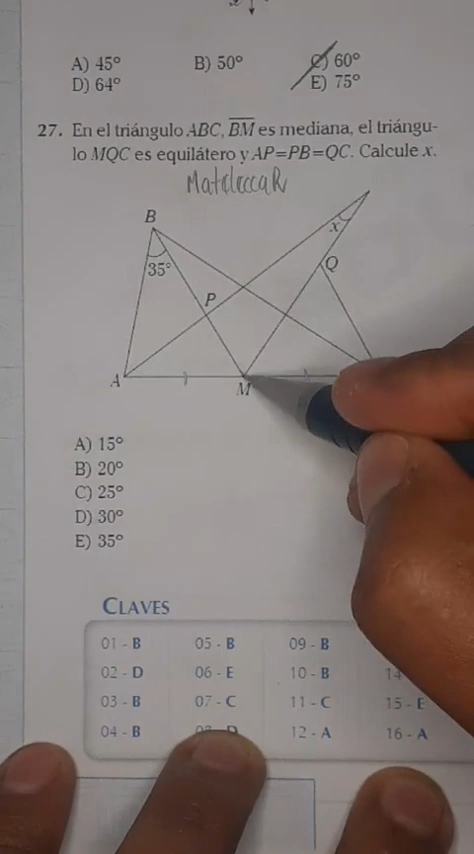 A) 45° B) 50° C) 60°
D) 64° E) 75°
27. En el triángulo ABC, BM es mediana, el triángu-
lo MQC es equilátero y AP=PB=QC. Calcule x.
MateleccaR
B
x
35°
Q
P
A
M
A) 15°
B) 20°
C) 25°
D) 30°
E) 35°
CLAVES
01 - B 05 - B 09 - B
02 - D 06 - E 10 - B 14
03 - B 07 - C 11 - C 15 - E
04 - B 08 - D 12 - A 16 - A